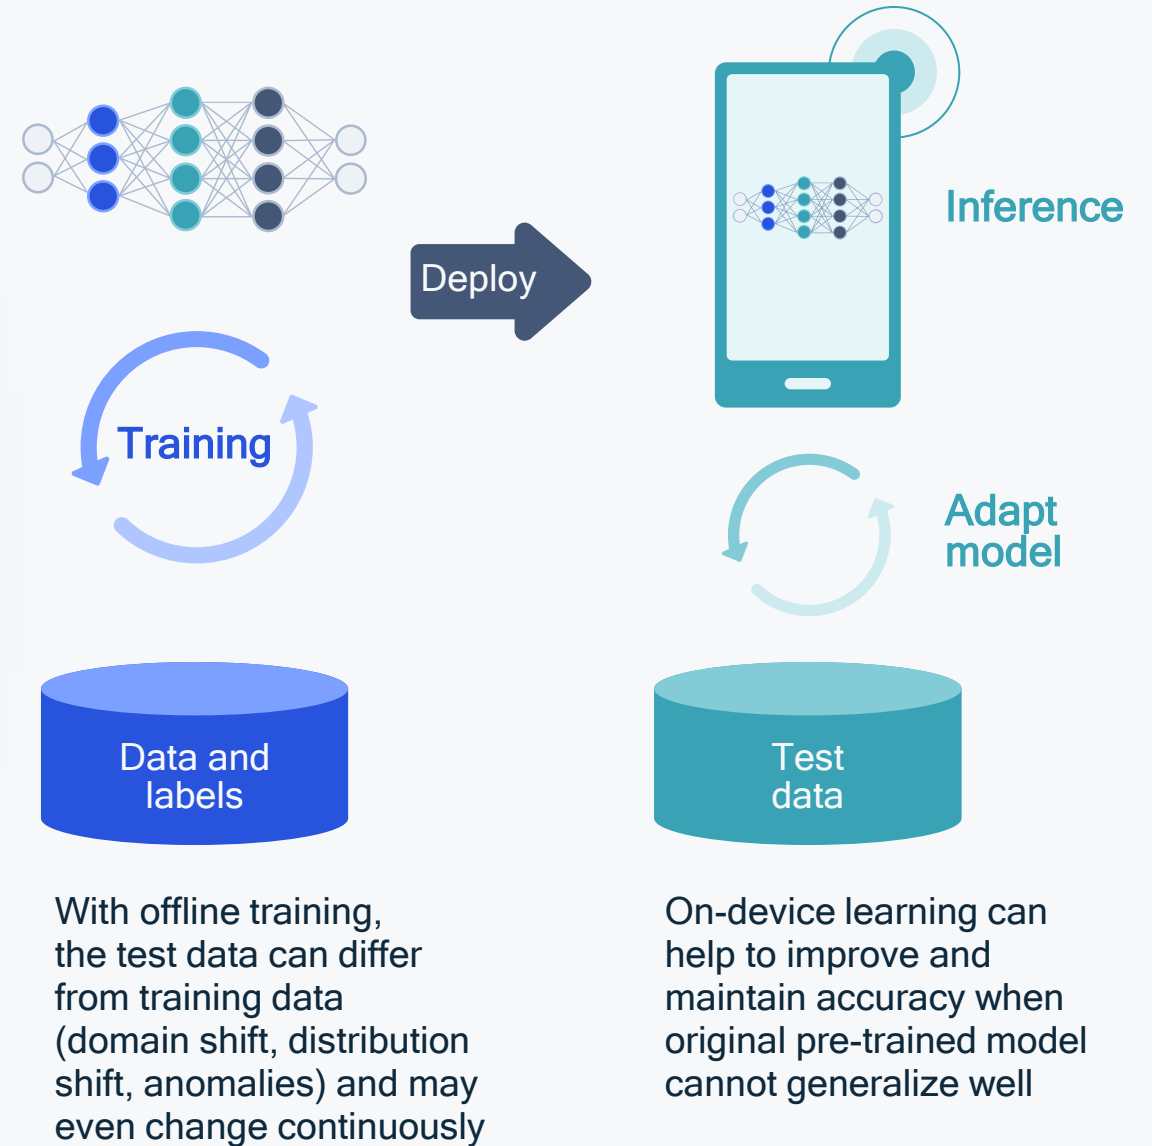 Deploy
Inference
Training
Adapt
model
Data and
labels
Test
data
With offline training,
the test data can differ
from training data
(domain shift, distribution
shift, anomalies) and may
even change continuously
On-device learning can
help to improve and
maintain accuracy when
original pre-trained model
cannot generalize well